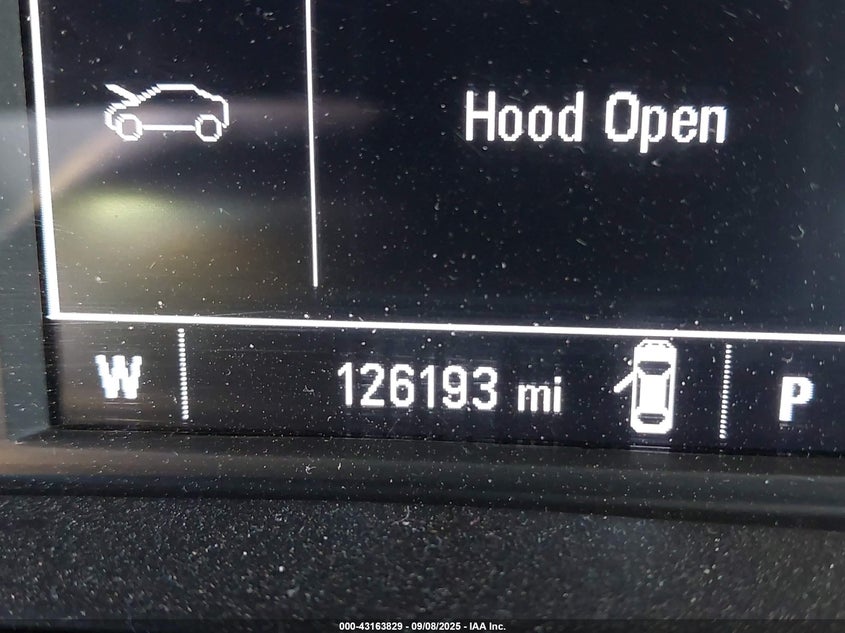 Hood Open
W 126193 mi P
000-43163829 - 09/08/2025 - IAA Inc.